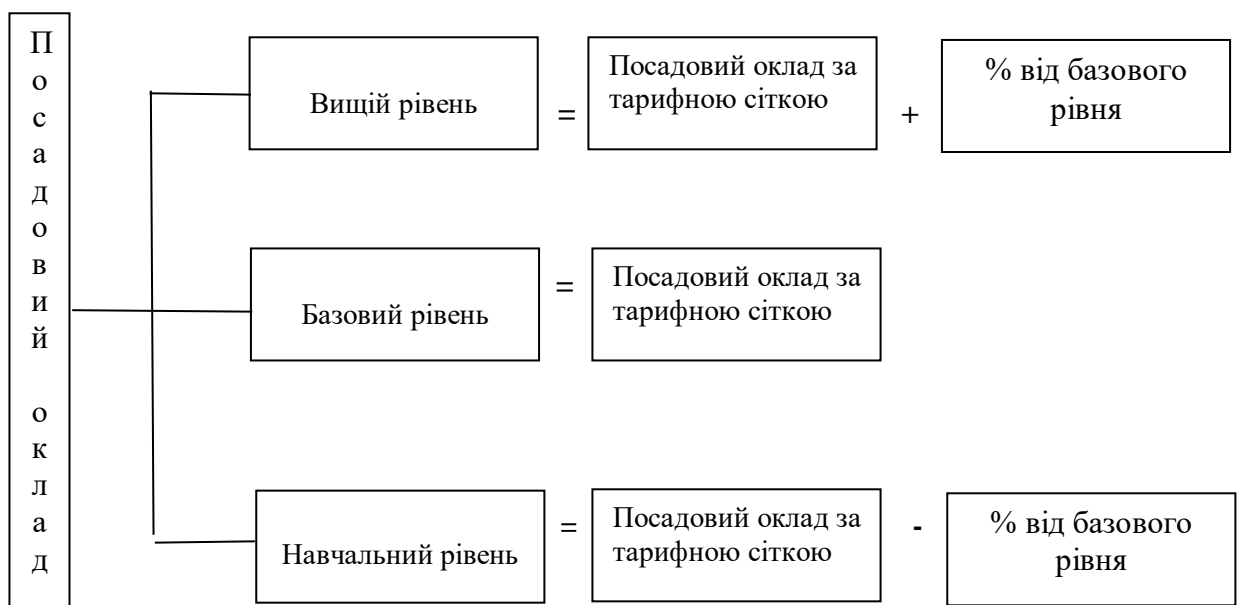 Посадовий оклад
Вищій рівень
=
Посадовий оклад за
тарифною сіткою
+
% від базового
рівня
Базовий рівень
=
Посадовий оклад за
тарифною сіткою
Навчальний рівень
=
Посадовий оклад за
тарифною сіткою
-
% від базового
рівня